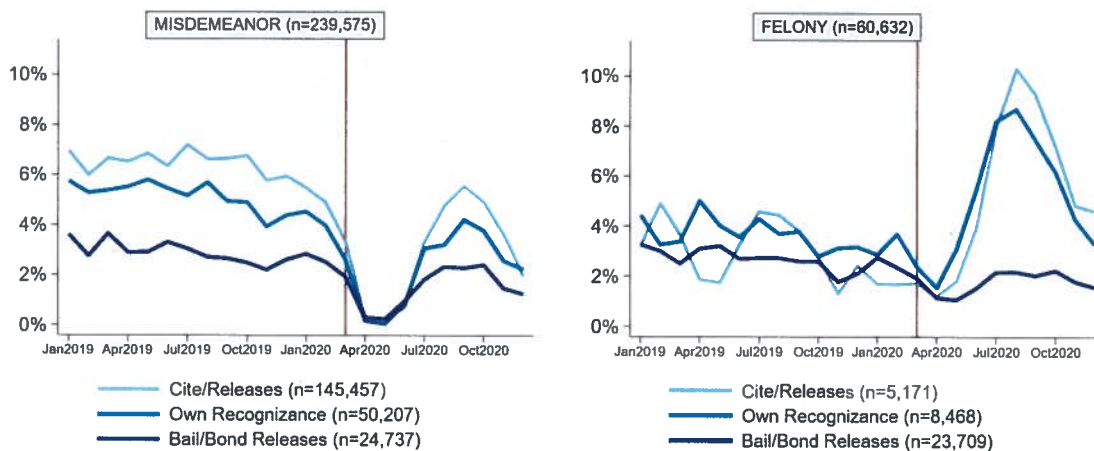 MISDEMEANOR (n=239,575)
10%
8%
6%
4%
2%
0%
Jan2019 Apr2019 Jul2019 Oct2019 Jan2020 Apr2020 Jul2020 Oct2020
Cite/Releases (n=145,457)
Own Recognizance (n=50,207)
Bail/Bond Releases (n=24,737)
FELONY (n=60,632)
10%
8%
6%
4%
2%
0%
Jan2019 Apr2019 Jul2019 Oct2019 Jan2020 Apr2020 Jul2020 Oct2020
Cite/Releases (n=5,171)
Own Recognizance (n=8,468)
Bail/Bond Releases (n=23,709)